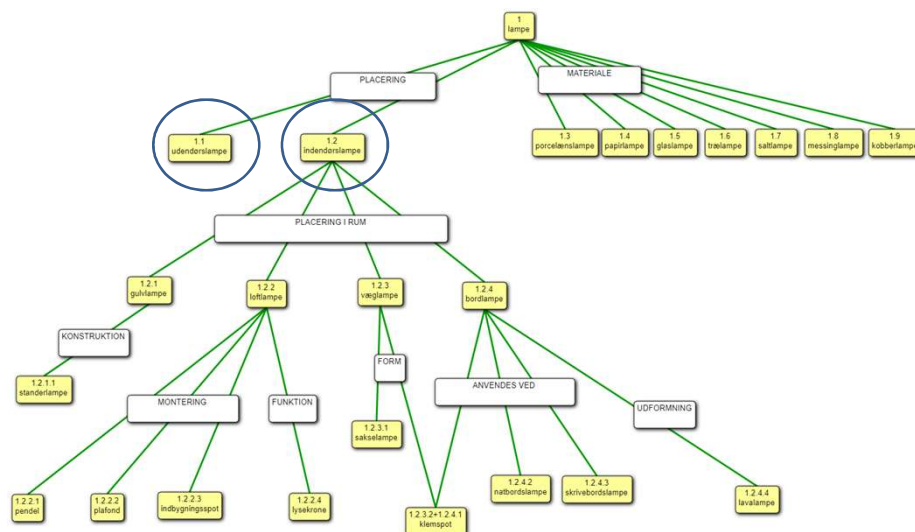 1
lampe
PLACERING
MATERIALE
1.1
udendørslampe
1.2
indendørslampe
1.3
porcelænslampe
1.4
papirlampe
1.5
glaslampe
1.6
trælampe
1.7
saltlampe
1.8
messinglampe
1.9
kobberlampe
PLACERING I RUM
1.2.1
gulvlampe
1.2.2
loftlampe
1.2.3
væglampe
1.2.4
bordlampe
KONSTRUKTION
FORM
ANVENDES VED
1.2.1.1
standerlampe
MONTERING
FUNKTION
UDFORMNING
1.2.3.1
sakselampe
1.2.2.1
pendel
1.2.2.2
plafond
1.2.2.3
indbygningsspot
1.2.2.4
lysekrone
1.2.3.2+1.2.4.1
klemspot
1.2.4.2
natbordslampe
1.2.4.3
skrivebordslampe
1.2.4.4
lavalampe